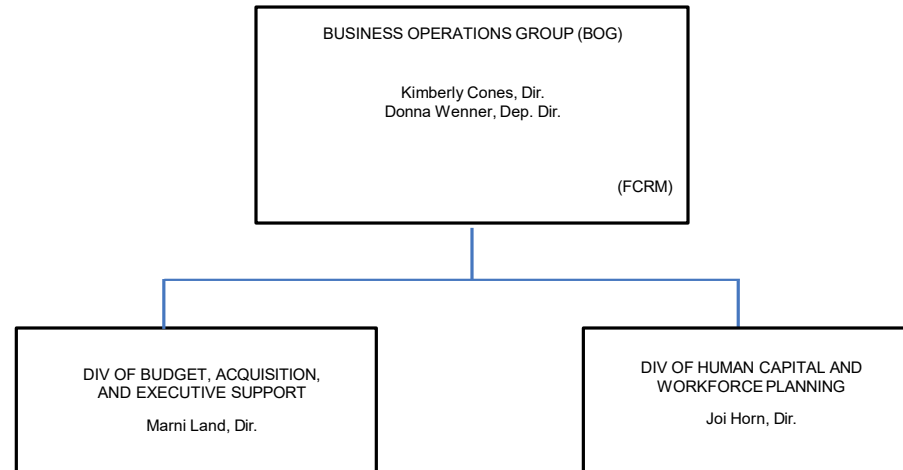 BUSINESS OPERATIONS GROUP (BOG)
Kimberly Cones, Dir.
Donna Wenner, Dep. Dir.
(FCRM)
DIV OF BUDGET, ACQUISITION,
AND EXECUTIVE SUPPORT
Marni Land, Dir.
DIV OF HUMAN CAPITAL AND
WORKFORCE PLANNING
Joi Horn, Dir.